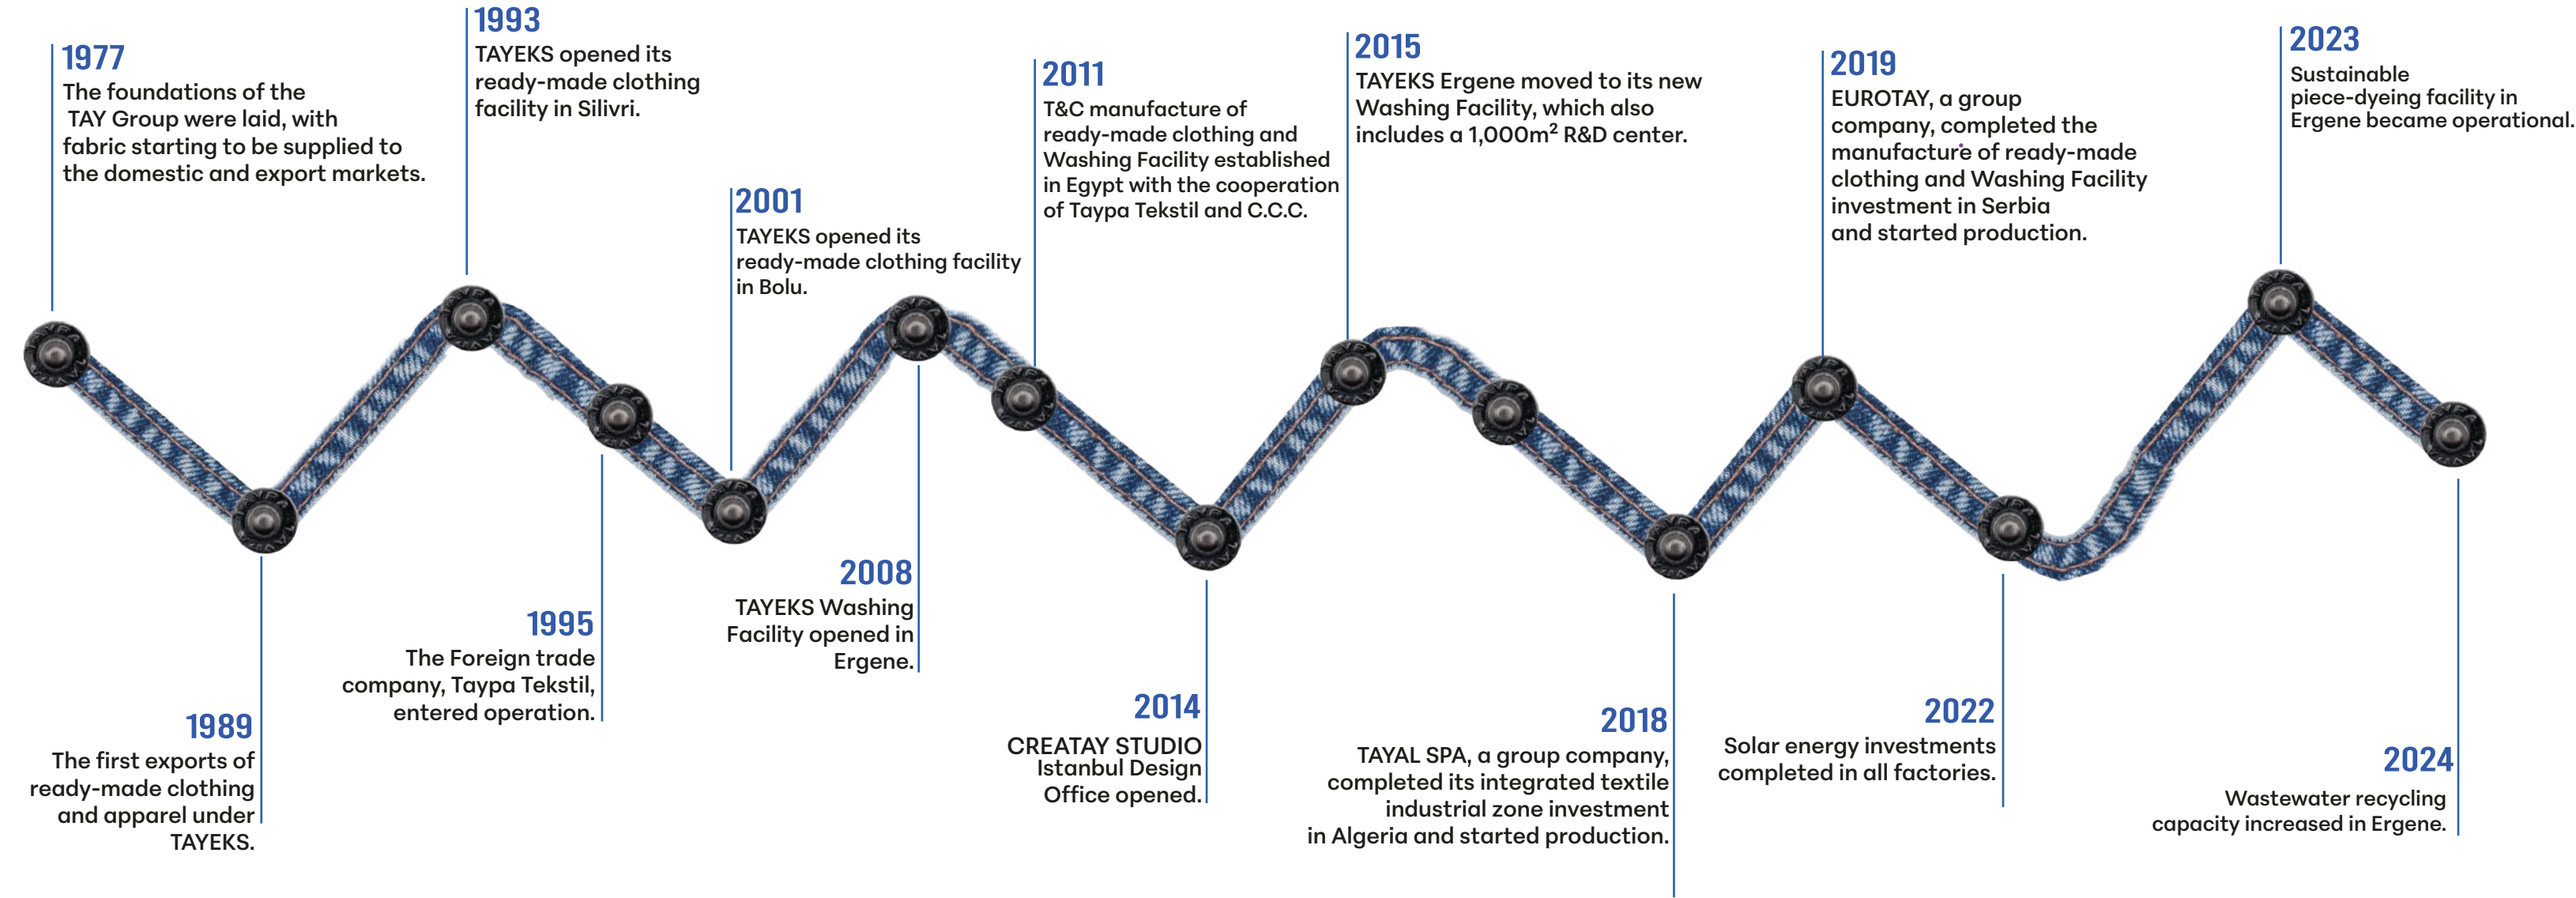 1977
The foundations of the
TAY Group were laid, with
fabric starting to be supplied to
the domestic and export markets.
1989
The first exports of
ready-made clothing
and apparel under
TAYEKS.
1993
TAYEKS opened its
ready-made clothing
facility in Silivri.
1995
The Foreign trade
company, Taypa Tekstil,
entered operation.
2001
TAYEKS opened its
ready-made clothing facility
in Bolu.
2008
TAYEKS Washing
Facility opened in
Ergene.
2011
T&C manufacture of
ready-made clothing and
Washing Facility established
in Egypt with the cooperation
of Taypa Tekstil and C.C.C.
2014
CREATAY STUDIO
Istanbul Design
Office opened.
2015
TAYEKS Ergene moved to its new
Washing Facility, which also
includes a 1,000m² R&D center.
2018
TAYAL SPA, a group company,
completed its integrated textile
industrial zone investment
in Algeria and started production.
2019
EUROTAY, a group
company, completed the
manufacture of ready-made
clothing and Washing Facility
investment in Serbia
and started production.
2022
Solar energy investments
completed in all factories.
2023
Sustainable
piece-dyeing facility in
Ergene became operational.
2024
Wastewater recycling
capacity increased in Ergene.